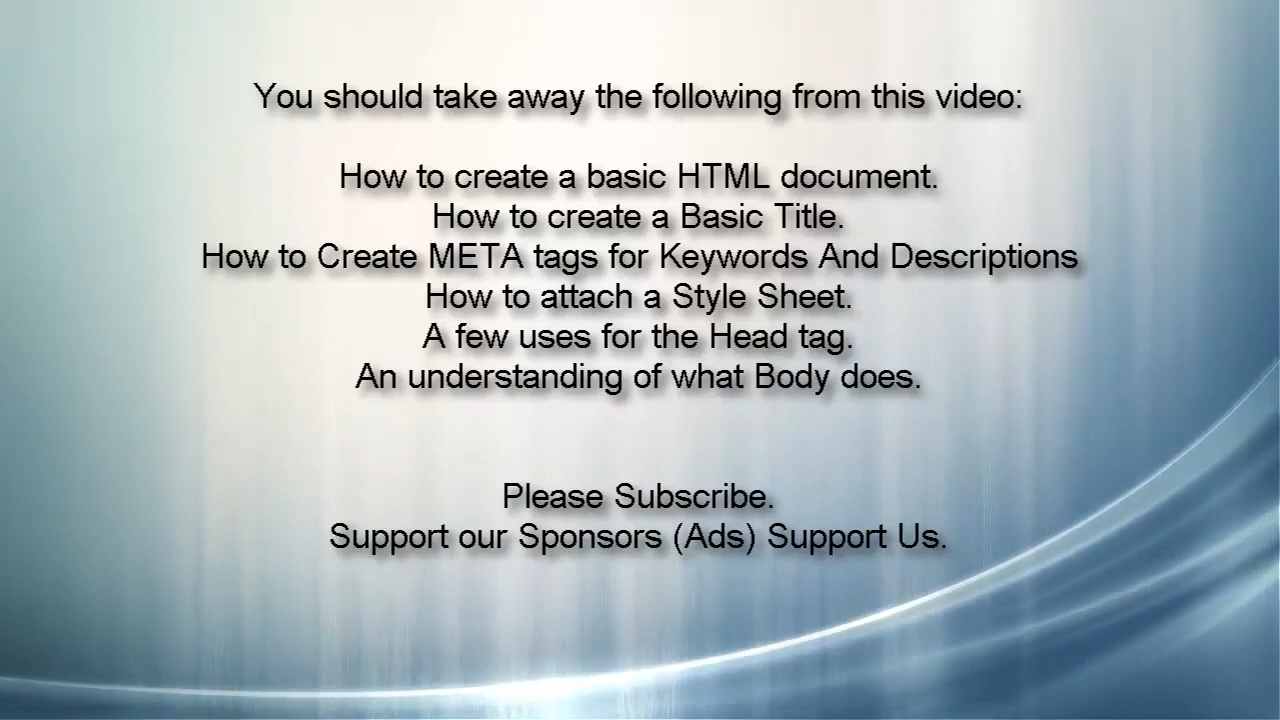 You should take away the following from this video:
How to create a basic HTML document.
How to create a Basic Title.
How to Create META tags for Keywords And Descriptions
How to attach a Style Sheet.
A few uses for the Head tag.
An understanding of what Body does.
Please Subscribe.
Support our Sponsors (Ads) Support Us.